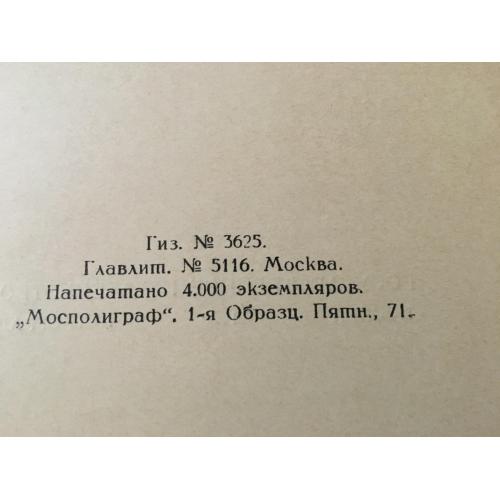 Гиз. № 3625.
Главлит. № 5116. Москва.
Напечатано 4.000 экземпляров.
„Мосполиграф". 1-я Образц. Пятн., 71.